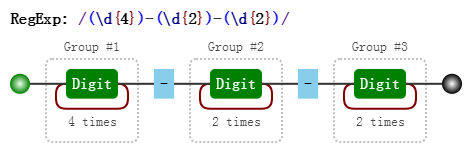 RegExp: /(\d{4})-(\d{2})-(\d{2})/
Group #1 Group #2 Group #3
Digit - Digit - Digit
4 times 2 times 2 times